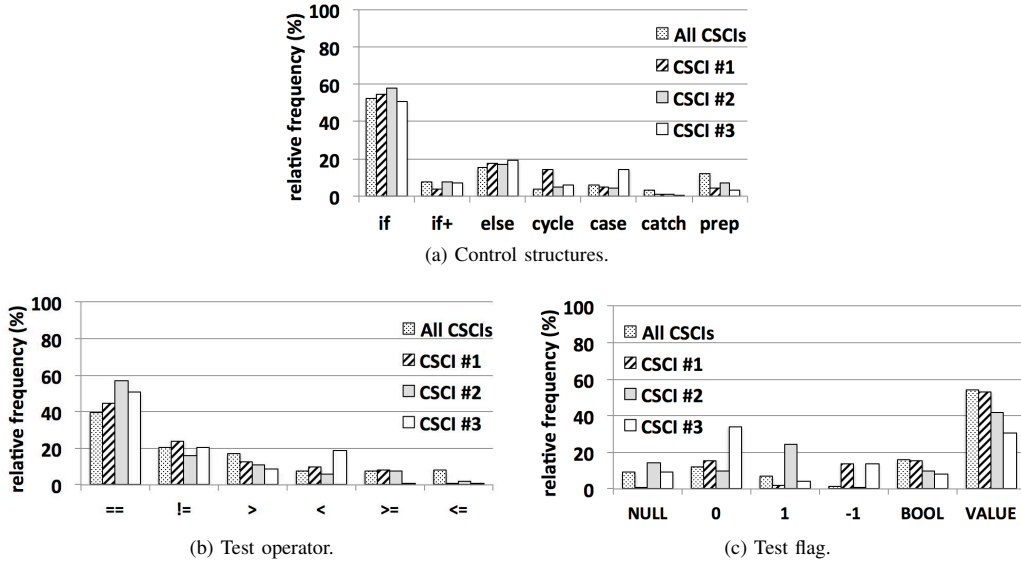 relative frequency (%)
100
80
60
40
20
0
All CSCIs
CSCI #1
CSCI #2
CSCI #3
if if+ else cycle case catch prep
(a) Control structures.
relative frequency (%)
100
80
60
40
20
0
All CSCIs
CSCI #1
CSCI #2
CSCI #3
== != > < >= <=
(b) Test operator.
relative frequency (%)
100
80
60
40
20
0
All CSCIs
CSCI #1
CSCI #2
CSCI #3
NULL 0 1 -1 BOOL VALUE
(c) Test flag.